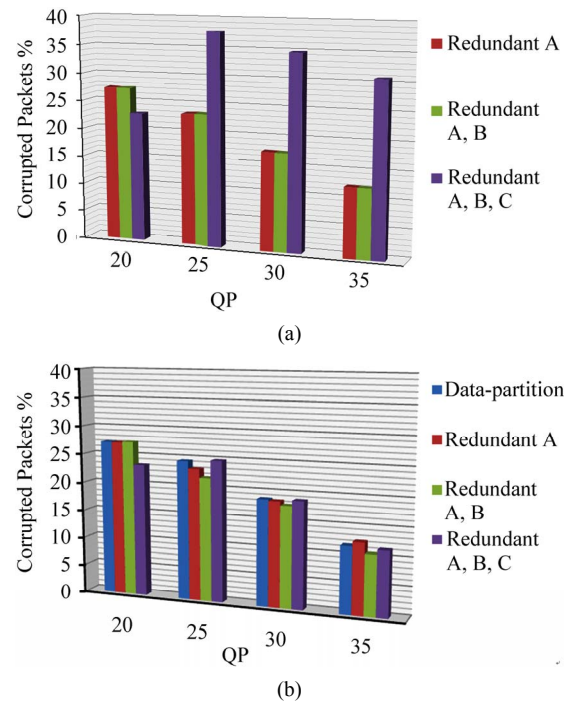 40
35
30
25
20
15
10
5
0
Corrupted Packets %
20
25
30
35
QP
Redundant A
Redundant
A, B
Redundant
A, B, C
(a)
40
35
30
25
20
15
10
5
0
Corrupted Packets %
20
25
30
35
QP
Data-partition
Redundant A
Redundant
A, B
Redundant
A, B, C
(b)